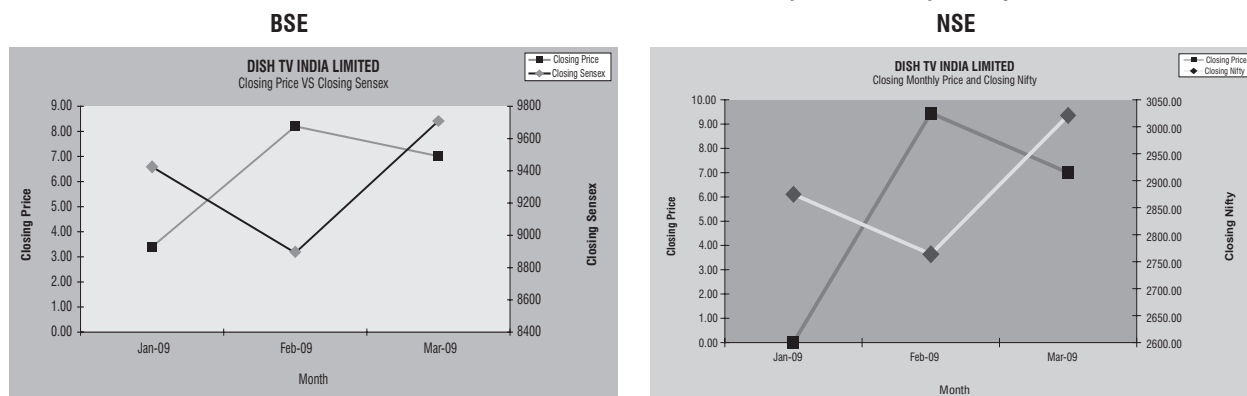 BSE
DISH TV INDIA LIMITED
Closing Price VS Closing Sensex
Closing Price
Closing Sensex
9.00
8.00
7.00
6.00
5.00
4.00
3.00
2.00
1.00
0.00
Closing Price
9800
9600
9400
9200
9000
8800
8600
8400
Closing Sensex
Jan-09 Feb-09 Mar-09
Month
NSE
DISH TV INDIA LIMITED
Closing Monthly Price and Closing Nifty
Closing Price
Closing Nifty
10.00
9.00
8.00
7.00
6.00
5.00
4.00
3.00
2.00
1.00
0.00
Closing Price
3050.00
3000.00
2950.00
2900.00
2850.00
2800.00
2750.00
2700.00
2650.00
2600.00
Closing Nifty
Jan-09 Feb-09 Mar-09
Month